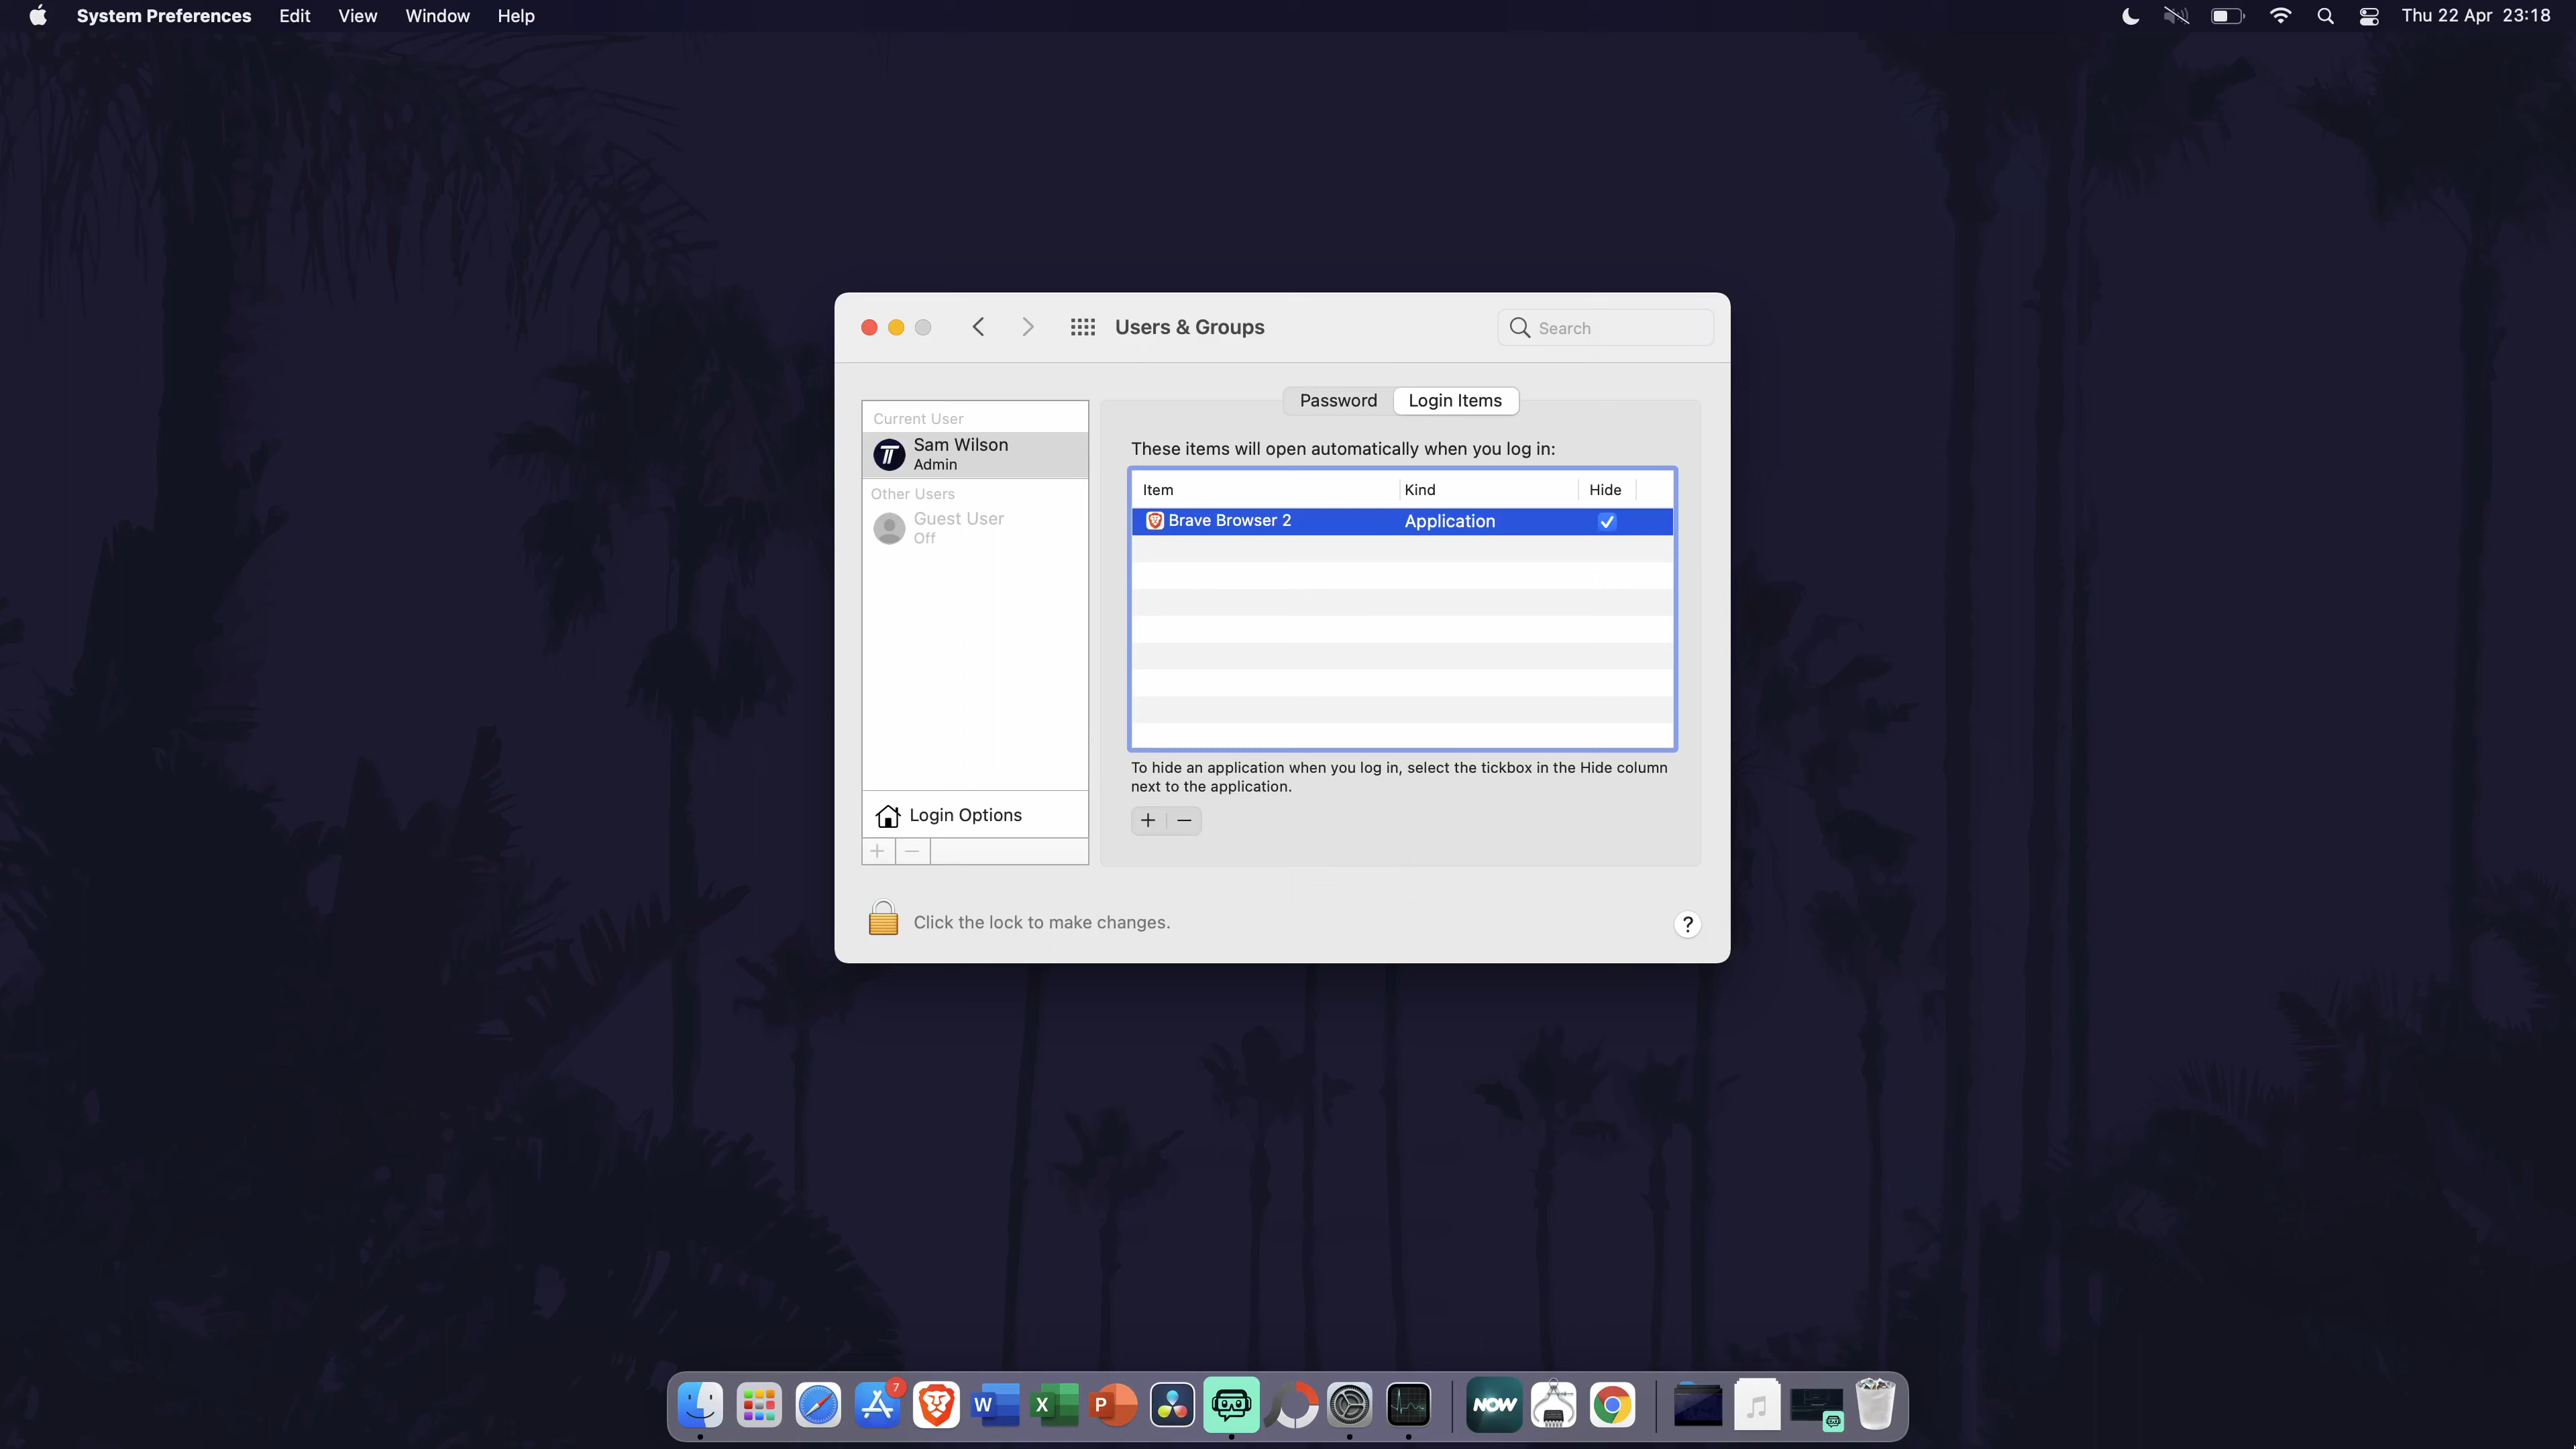 System Preferences Edit View Window Help
Thu 22 Apr 23:18
Users & Groups
Search
Password Login Items
Current User
Sam Wilson
Admin
Other Users
Guest User
Off
Login Options
These items will open automatically when you log in:
Item Kind Hide
Brave Browser 2 Application
To hide an application when you log in, select the tickbox in the Hide column
next to the application.
+ −
+ −
Click the lock to make changes.
?
7
W
X
P
NOW